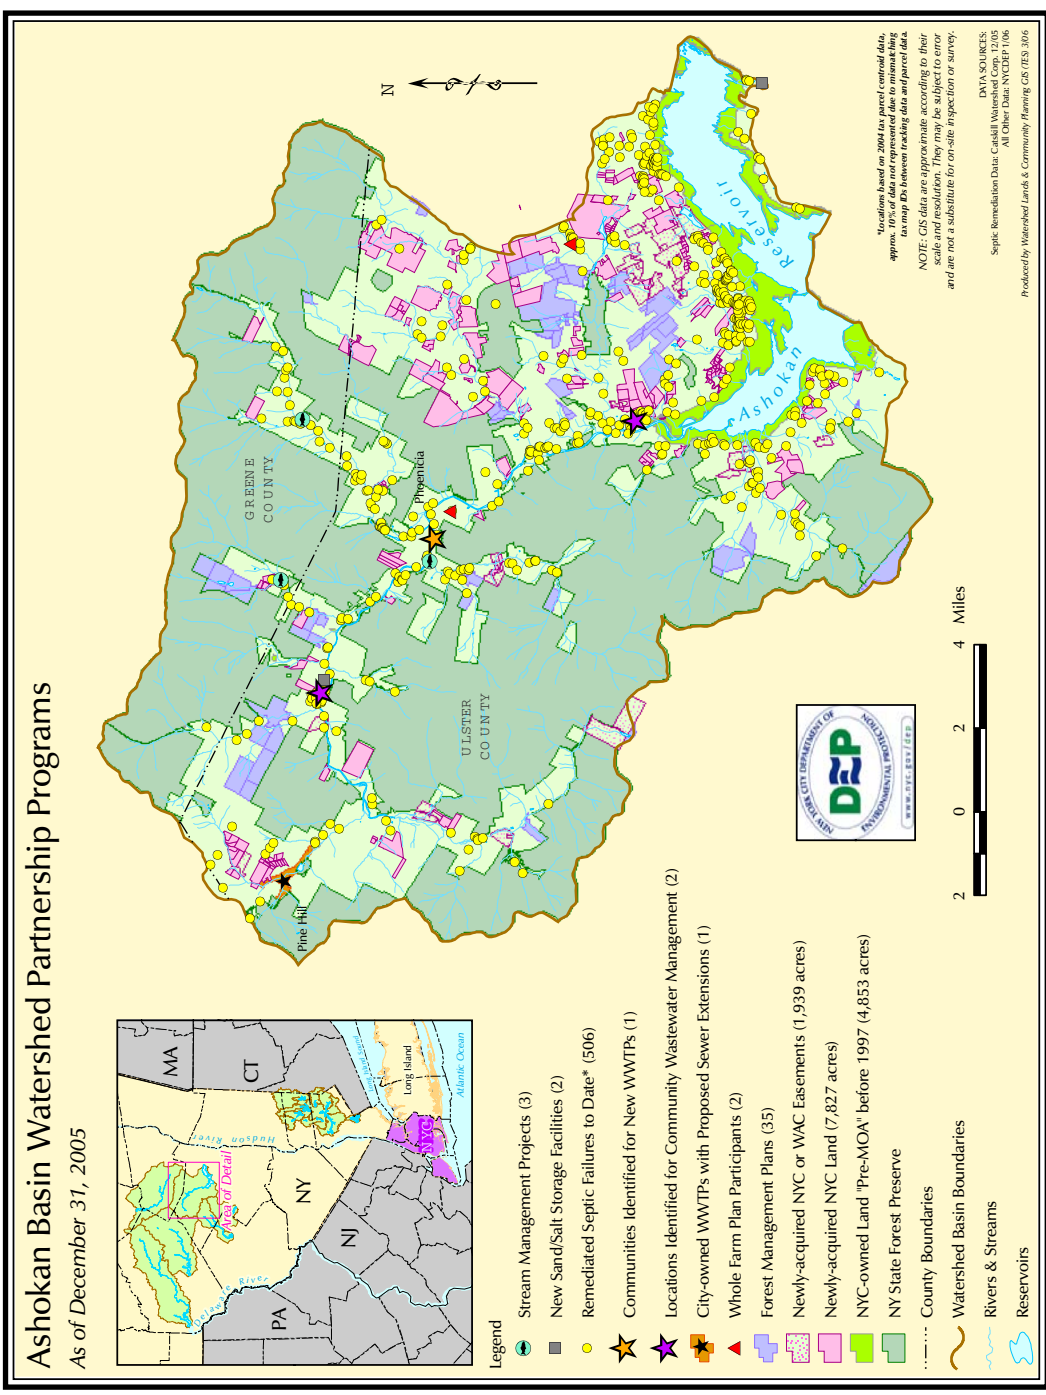 Ashokan Basin Watershed Partnership Programs
As of December 31, 2005
MA
CT
NY
NJ
PA
Hudson River
Delaware River
Area of Detail
NYC
Long Island Sound
Long Island
Atlantic Ocean
Legend
Stream Management Projects (3)
New Sand/Salt Storage Facilities (2)
Remediated Septic Failures to Date* (506)
Communities Identified for New WWTPs (1)
Locations Identified for Community Wastewater Management (2)
City-owned WWTPs with Proposed Sewer Extensions (1)
Whole Farm Plan Participants (2)
Forest Management Plans (35)
Newly-acquired NYC or WAC Easements (1,939 acres)
Newly-acquired NYC Land (7,827 acres)
NYC-owned Land "Pre-MOA" before 1997 (4,853 acres)
NY State Forest Preserve
County Boundaries
Watershed Basin Boundaries
Rivers & Streams
Reservoirs
GREENE
COUNTY
ULSTER
COUNTY
Pine Hill
Phoenicia
Ashokan
Reservoir
N
NEW YORK CITY DEPARTMENT OF
DEP
ENVIRONMENTAL PROTECTION
www.nyc.gov/dep
2 0 2 4 Miles
*Locations based on 2004 tax parcel centroid data,
approx. 10% of data not represented due to mismatching
tax map IDs between tracking data and parcel data.
NOTE: GIS data are approximate according to their
scale and resolution. They may be subject to error
and are not a substitute for on-site inspection or survey.
DATA SOURCES:
Septic Remediation Data: Catskill Watershed Corp. 12/05
All Other Data: NYCDEP 1/06
Produced by Watershed Lands & Community Planning GIS (TES) 3/06